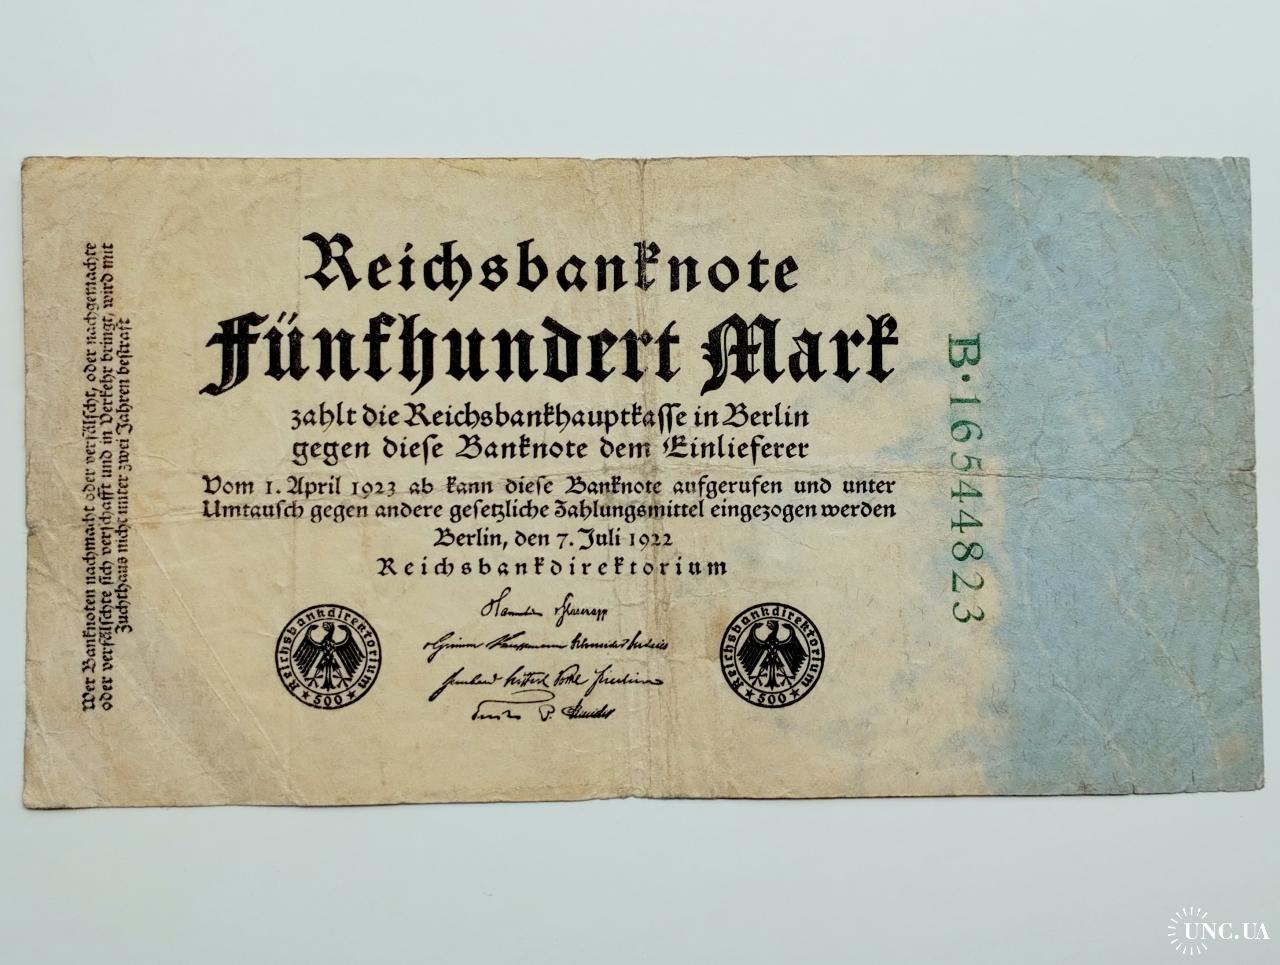 Reichsbanknote
Fünfhundert Mark
zahlt die Reichsbankhauptkasse in Berlin
gegen diese Banknote dem Einlieferer
Vom 1. April 1923 ab kann diese Banknote aufgerufen und unter
Umtausch gegen andere gesetzliche Zahlungsmittel eingezogen werden
Berlin, den 7. Juli 1922
Reichsbankdirektorium
Reichsbankdirektorium
500
Reichsbankdirektorium
500
Wer Banknoten nachmacht oder verfälscht, oder nachgemachte
oder verfälschte sich verschafft und in Verkehr bringt, wird mit
Zuchthaus nicht unter zwei Jahren bestraft
B·16544823
UNC.UA